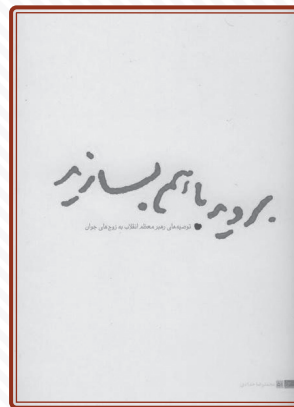 بروید با هم بسازید
توصیه‌های رهبر معظم انقلاب به زوج‌های جوان